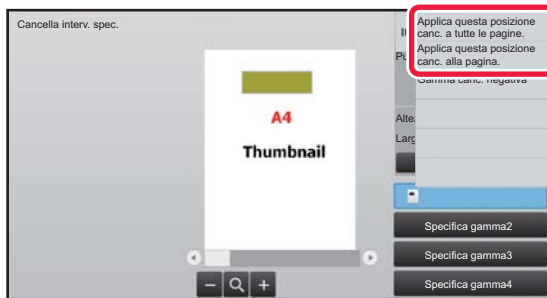 Cancella interv. spec.
Applica questa posizione
canc. a tutte le pagine.
Applica questa posizione
canc. alla pagina.
Gamma canc. negativa
A4
Thumbnail
Specifica gamma2
Specifica gamma3
Specifica gamma4